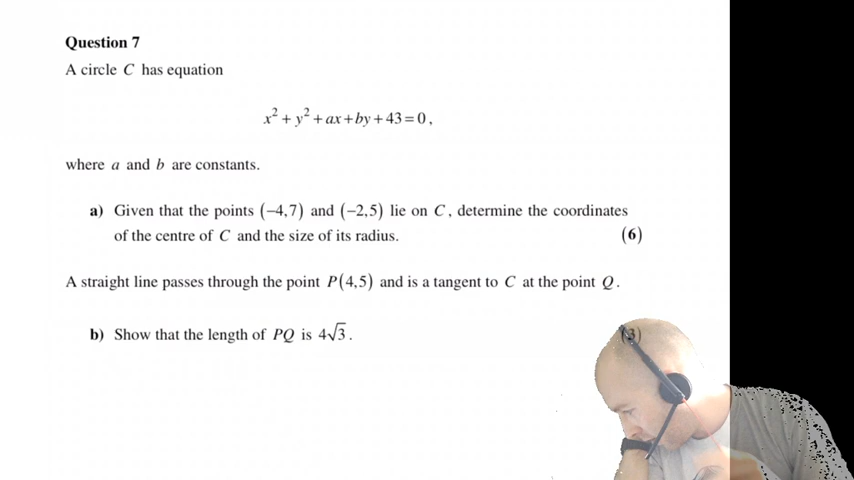 Question 7
A circle C has equation
x² + y² + ax + by + 43 = 0 ,
where a and b are constants.
a) Given that the points (−4,7) and (−2,5) lie on C , determine the coordinates
of the centre of C and the size of its radius. (6)
A straight line passes through the point P(4,5) and is a tangent to C at the point Q .
b) Show that the length of PQ is 4√3 . (3)